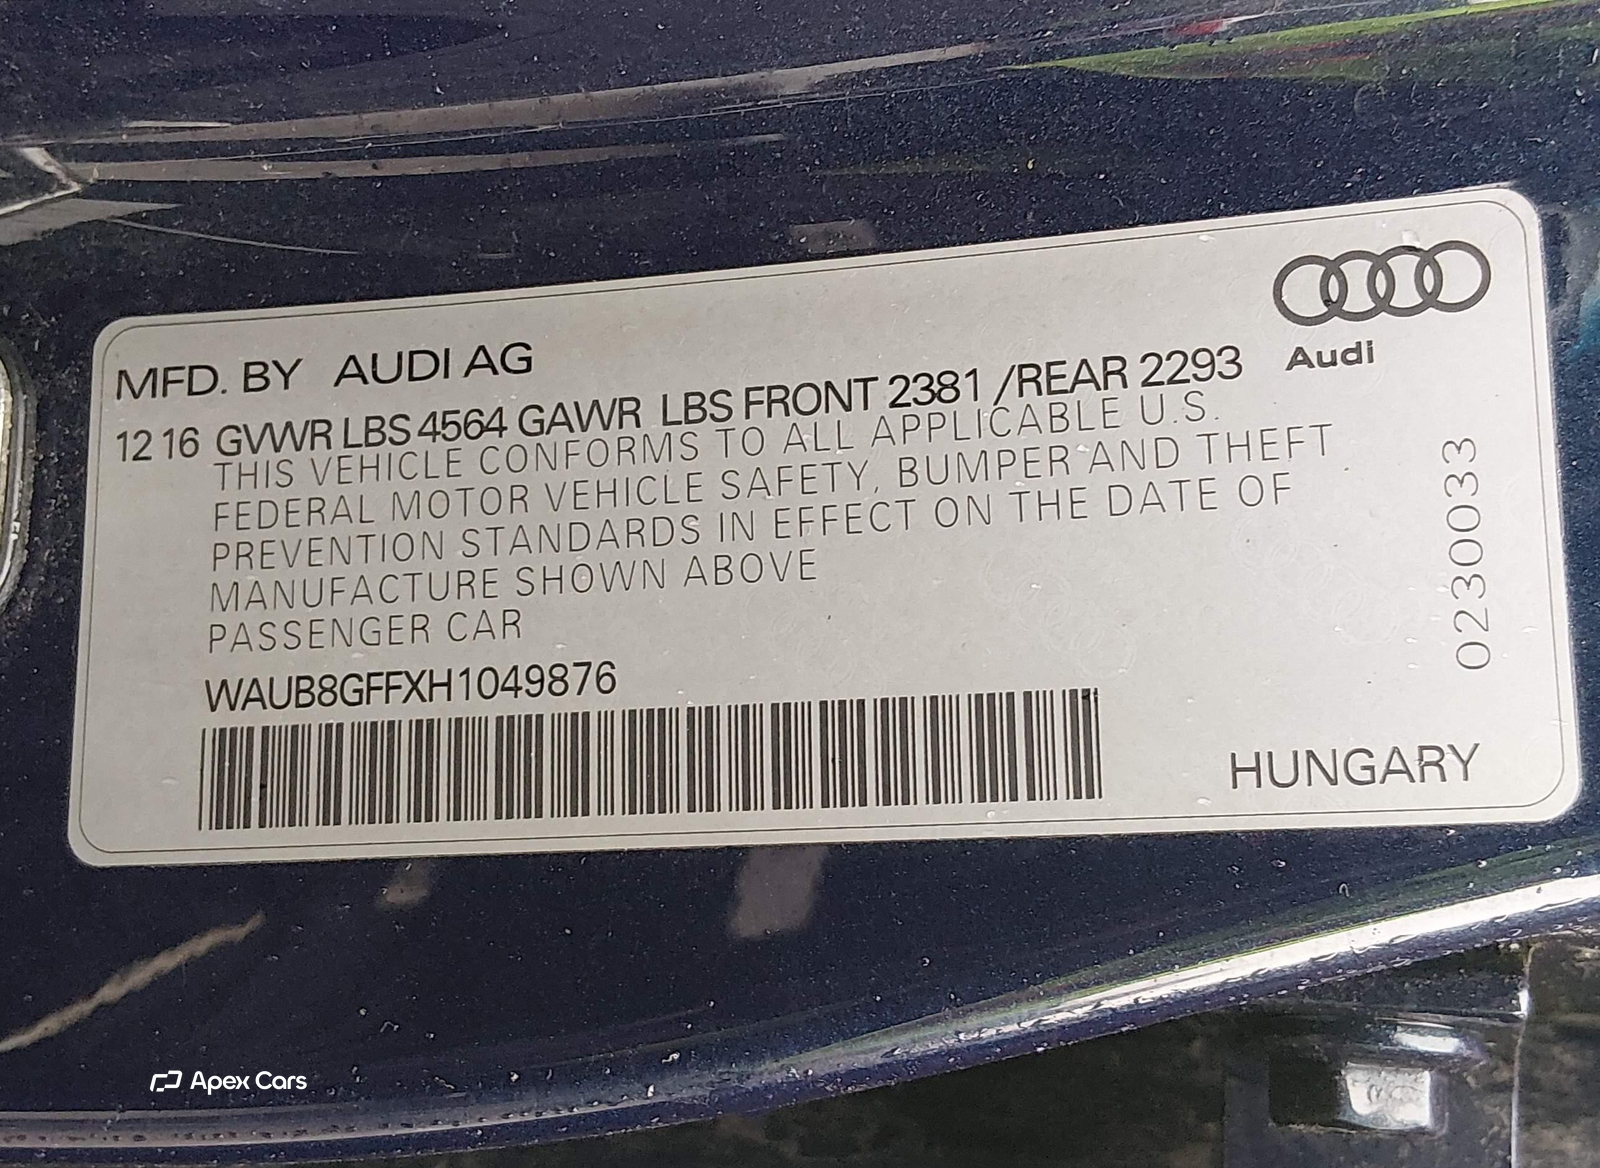 Audi
MFD. BY AUDI AG
12 16 GVWR LBS 4564 GAWR LBS FRONT 2381 /REAR 2293
THIS VEHICLE CONFORMS TO ALL APPLICABLE U.S.
FEDERAL MOTOR VEHICLE SAFETY, BUMPER AND THEFT
PREVENTION STANDARDS IN EFFECT ON THE DATE OF
MANUFACTURE SHOWN ABOVE
PASSENGER CAR
WAUB8GFFXH1049876
HUNGARY
0230033
Apex Cars